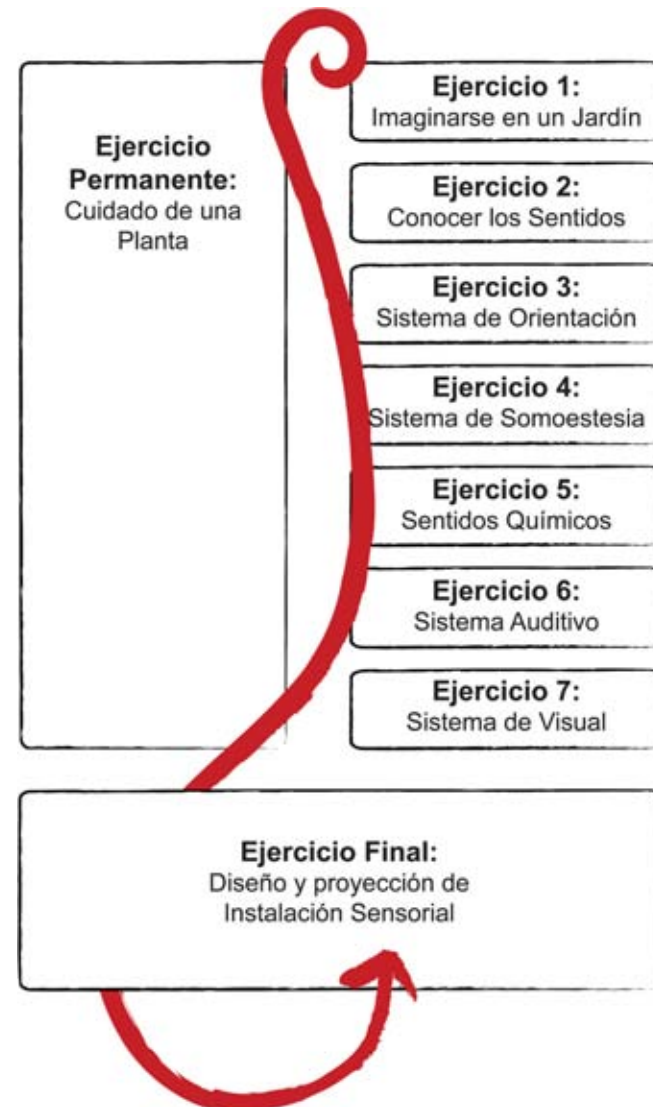 Ejercicio
Permanente:
Cuidado de una
Planta
Ejercicio 1:
Imaginarse en un Jardín
Ejercicio 2:
Conocer los Sentidos
Ejercicio 3:
Sistema de Orientación
Ejercicio 4:
Sistema de Somoestesia
Ejercicio 5:
Sentidos Químicos
Ejercicio 6:
Sistema Auditivo
Ejercicio 7:
Sistema de Visual
Ejercicio Final:
Diseño y proyección de
Instalación Sensorial